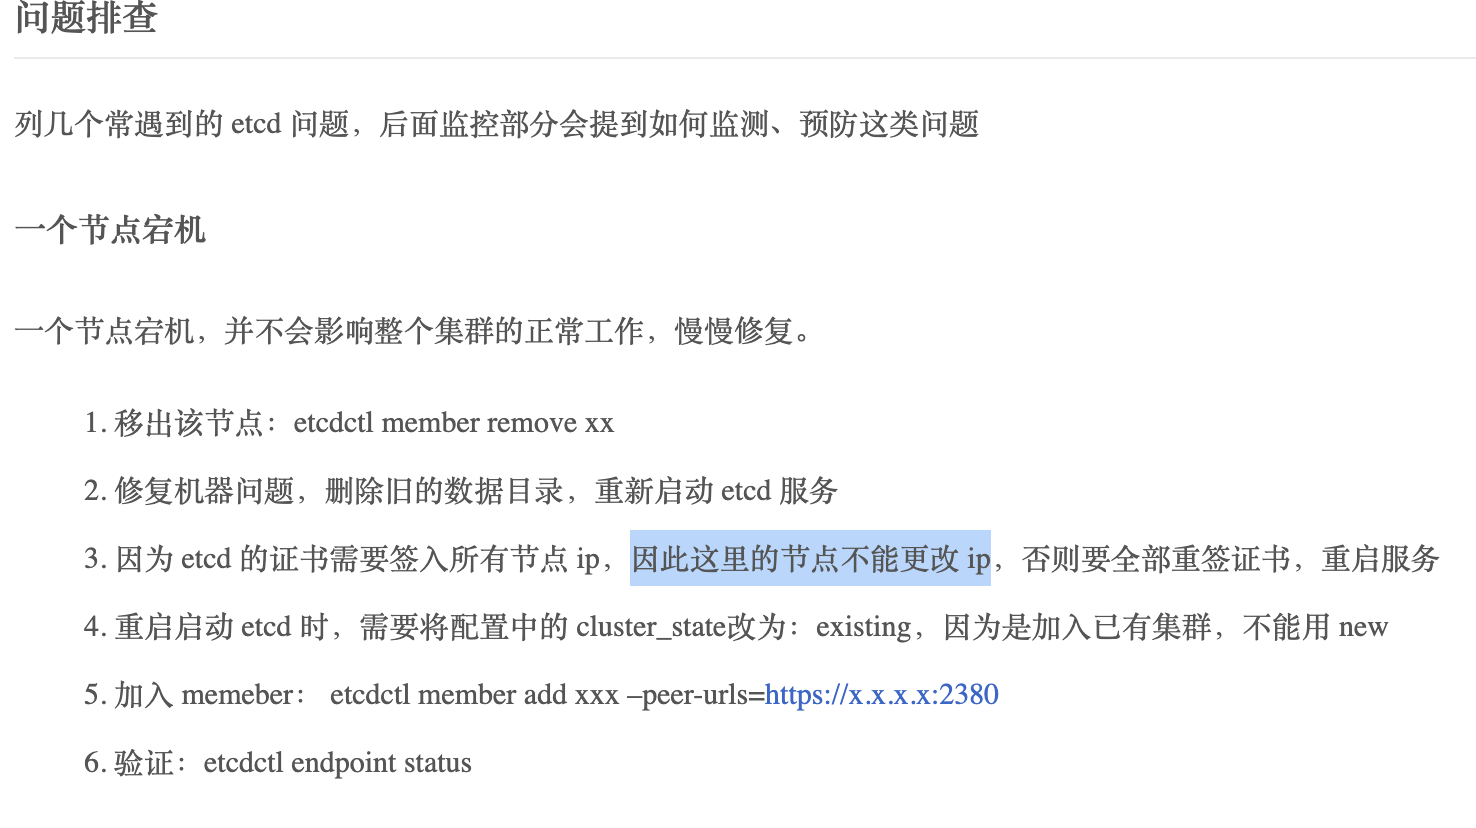 问题排查
列几个常遇到的 etcd 问题，后面监控部分会提到如何监测、预防这类问题
一个节点宕机
一个节点宕机，并不会影响整个集群的正常工作，慢慢修复。
1. 移出该节点：etcdctl member remove xx
2. 修复机器问题，删除旧的数据目录，重新启动 etcd 服务
3. 因为 etcd 的证书需要签入所有节点 ip，因此这里的节点不能更改 ip，否则要全部重签证书，重启服务
4. 重启启动 etcd 时，需要将配置中的 cluster_state改为：existing，因为是加入已有集群，不能用 new
5. 加入 memeber： etcdctl member add xxx –peer-urls=https://x.x.x.x:2380
6. 验证：etcdctl endpoint status